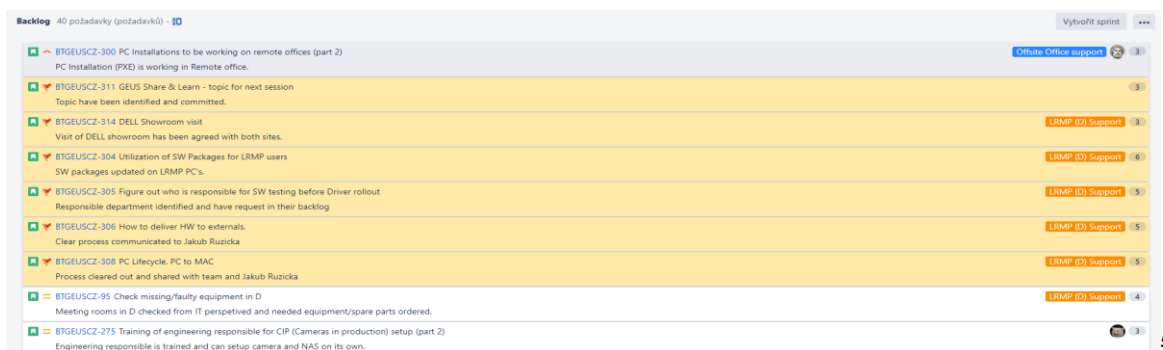 Backlog 40 požadavky (požadavků) - Vytvořit sprint
BTGEUSCZ-300 PC Installations to be working on remote offices (part 2) Offsite Office support 3
PC Installation (PXE) is working in Remote office.
BTGEUSCZ-311 GEUS Share & Learn - topic for next session 3
Topic have been identified and committed.
BTGEUSCZ-314 DELL Showroom visit LRMP (D) Support 3
Visit of DELL showroom has been agreed with both sites.
BTGEUSCZ-304 Utilization of SW Packages for LRMP users LRMP (D) Support 6
SW packages updated on LRMP PC's.
BTGEUSCZ-305 Figure out who is responsible for SW testing before Driver rollout LRMP (D) Support 5
Responsible department identified and have request in their backlog
BTGEUSCZ-306 How to deliver HW to externals. LRMP (D) Support 5
Clear process communicated to Jakub Ruzicka
BTGEUSCZ-308 PC Lifecycle. PC to MAC LRMP (D) Support 5
Process cleared out and shared with team and Jakub Ruzicka
BTGEUSCZ-95 Check missing/faulty equipment in D LRMP (D) Support 4
Meeting rooms in D checked from IT perspetived and needed equipment/spare parts ordered.
BTGEUSCZ-275 Training of engineering responsible for CIP (Cameras in production) setup (part 2) 3
Engineering responsible is trained and can setup camera and NAS on its own.